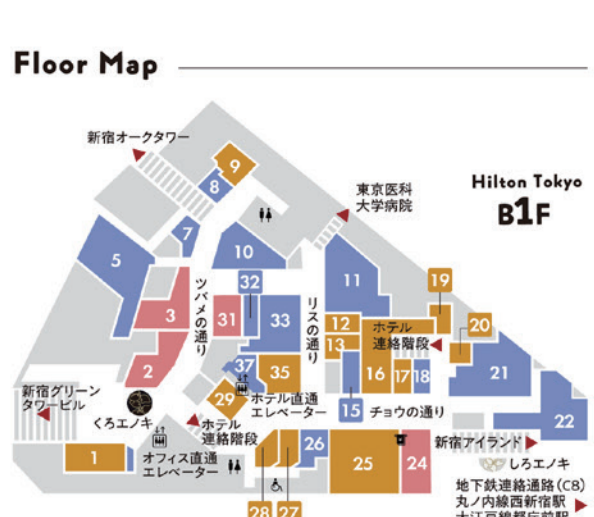 Floor Map
新宿オークタワー
9
8
東京医科
大学病院
Hilton Tokyo
B1F
7
5
10
32
11
19
ツバメの通り
3
31
33
リスの通り
12
ホテル
連絡階段
20
13
2
37
35
16
17
18
21
新宿グリーン
タワービル
くろエノキ
29
ホテル直通
エレベーター
15
チョウの通り
22
ホテル
連絡階段
新宿アイランド
1
オフィス直通
エレベーター
26
25
24
しろエノキ
地下鉄連絡通路(C8)
丸ノ内線西新宿駅
28
27